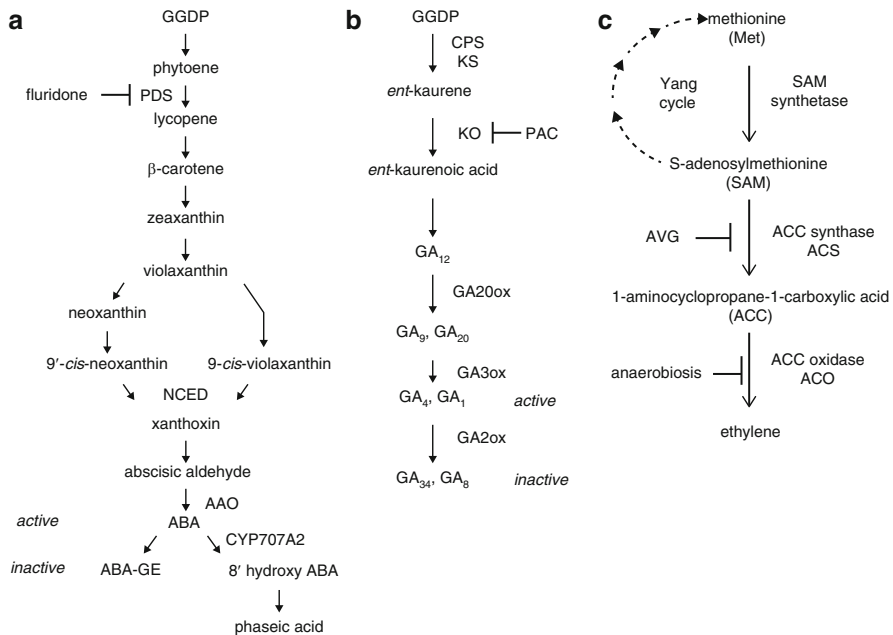 a
GGDP
phytoene
fluridone
PDS
lycopene
β-carotene
zeaxanthin
violaxanthin
neoxanthin
9′-cis-neoxanthin
9-cis-violaxanthin
NCED
xanthoxin
abscisic aldehyde
AAO
active
ABA
CYP707A2
inactive
ABA-GE
8′ hydroxy ABA
phaseic acid
b
GGDP
CPS
KS
ent-kaurene
KO
PAC
ent-kaurenoic acid
GA12
GA20ox
GA9, GA20
GA3ox
GA4, GA1
active
GA2ox
GA34, GA8
inactive
c
methionine
(Met)
Yang
cycle
SAM
synthetase
S-adenosylmethionine
(SAM)
AVG
ACC synthase
ACS
1-aminocyclopropane-1-carboxylic acid
(ACC)
anaerobiosis
ACC oxidase
ACO
ethylene